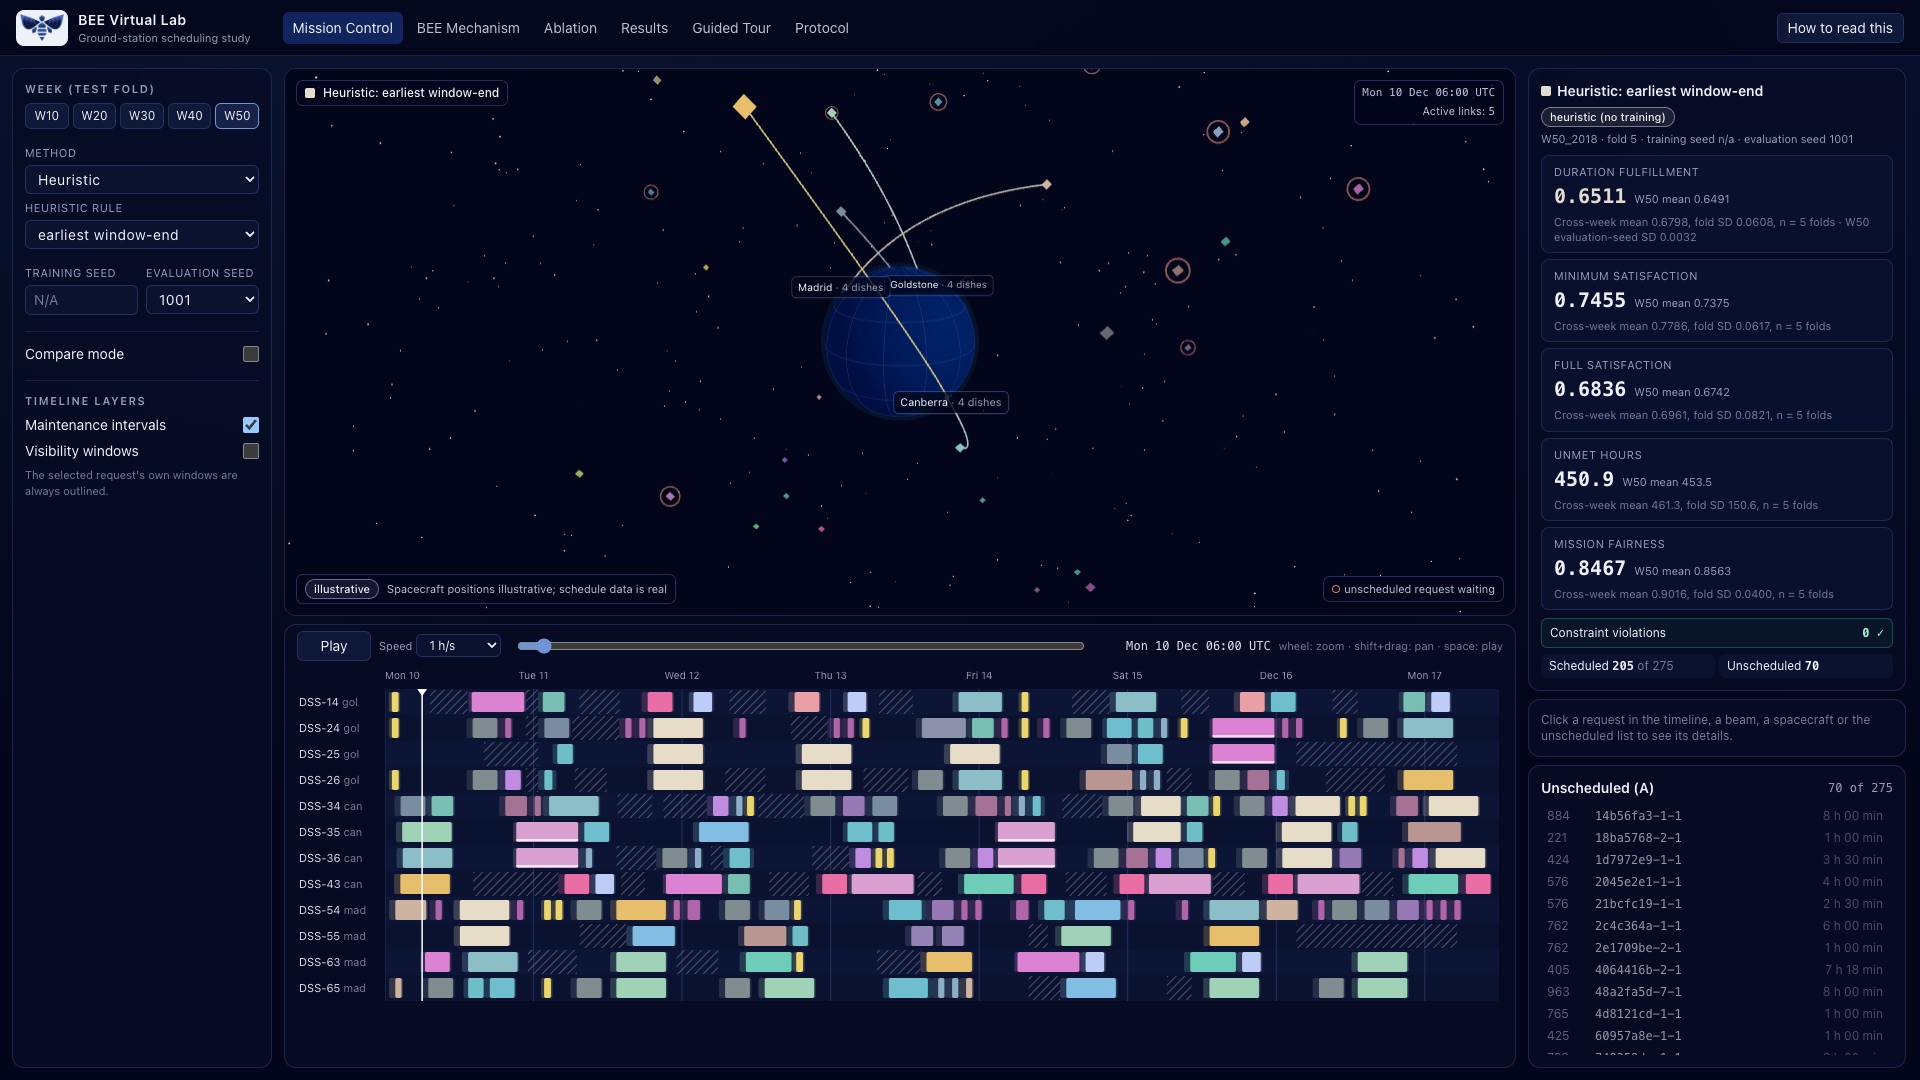 BEE Virtual Lab
Ground-station scheduling study
Mission Control
BEE Mechanism
Ablation
Results
Guided Tour
Protocol
How to read this
WEEK (TEST FOLD)
W10 W20 W30 W40 W50
METHOD
Heuristic
HEURISTIC RULE
earliest window-end
TRAINING SEED EVALUATION SEED
N/A 1001
Compare mode
TIMELINE LAYERS
Maintenance intervals
Visibility windows
The selected request's own windows are
always outlined.
Heuristic: earliest window-end
Mon 10 Dec 06:00 UTC
Active links: 5
Madrid · 4 dishes
Goldstone · 4 dishes
Canberra · 4 dishes
illustrative Spacecraft positions illustrative; schedule data is real
unscheduled request waiting
Play Speed 1 h/s Mon 10 Dec 06:00 UTC wheel: zoom · shift+drag: pan · space: play
Mon 10 Tue 11 Wed 12 Thu 13 Fri 14 Sat 15 Dec 16 Mon 17
DSS-14 gol
DSS-24 gol
DSS-25 gol
DSS-26 gol
DSS-34 can
DSS-35 can
DSS-36 can
DSS-43 can
DSS-54 mad
DSS-55 mad
DSS-63 mad
DSS-65 mad
Heuristic: earliest window-end
heuristic (no training)
W50_2018 · fold 5 · training seed n/a · evaluation seed 1001
DURATION FULFILLMENT
0.6511 W50 mean 0.6491
Cross-week mean 0.6798, fold SD 0.0608, n = 5 folds · W50
evaluation-seed SD 0.0032
MINIMUM SATISFACTION
0.7455 W50 mean 0.7375
Cross-week mean 0.7786, fold SD 0.0617, n = 5 folds
FULL SATISFACTION
0.6836 W50 mean 0.6742
Cross-week mean 0.6961, fold SD 0.0821, n = 5 folds
UNMET HOURS
450.9 W50 mean 453.5
Cross-week mean 461.3, fold SD 150.6, n = 5 folds
MISSION FAIRNESS
0.8467 W50 mean 0.8563
Cross-week mean 0.9016, fold SD 0.0400, n = 5 folds
Constraint violations 0 ✓
Scheduled 205 of 275 Unscheduled 70
Click a request in the timeline, a beam, a spacecraft or the
unscheduled list to see its details.
Unscheduled (A) 70 of 275
884 14b56fa3-1-1 8 h 00 min
221 18ba5768-2-1 1 h 00 min
424 1d7972e9-1-1 3 h 30 min
576 2045e2e1-1-1 4 h 00 min
576 21bcfc19-1-1 2 h 30 min
762 2c4c364a-1-1 6 h 00 min
762 2e1709be-2-1 1 h 00 min
405 4064416b-2-1 7 h 18 min
963 48a2fa5d-7-1 8 h 00 min
765 4d8121cd-1-1 1 h 00 min
425 60957a8e-1-1 1 h 00 min